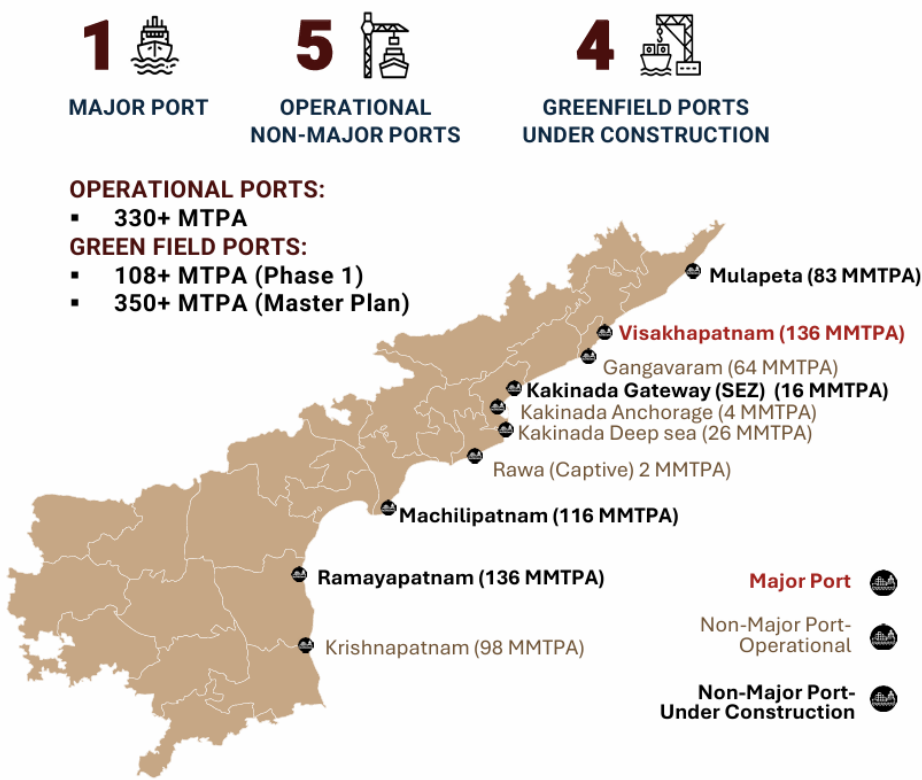 1
MAJOR PORT
5
OPERATIONAL
NON-MAJOR PORTS
4
GREENFIELD PORTS
UNDER CONSTRUCTION
OPERATIONAL PORTS:
▪ 330+ MTPA
GREEN FIELD PORTS:
▪ 108+ MTPA (Phase 1)
▪ 350+ MTPA (Master Plan)
Mulapeta (83 MMTPA)
Visakhapatnam (136 MMTPA)
Gangavaram (64 MMTPA)
Kakinada Gateway (SEZ) (16 MMTPA)
Kakinada Anchorage (4 MMTPA)
Kakinada Deep sea (26 MMTPA)
Rawa (Captive) 2 MMTPA)
Machilipatnam (116 MMTPA)
Ramayapatnam (136 MMTPA)
Krishnapatnam (98 MMTPA)
Major Port
Non-Major Port-
Operational
Non-Major Port-
Under Construction